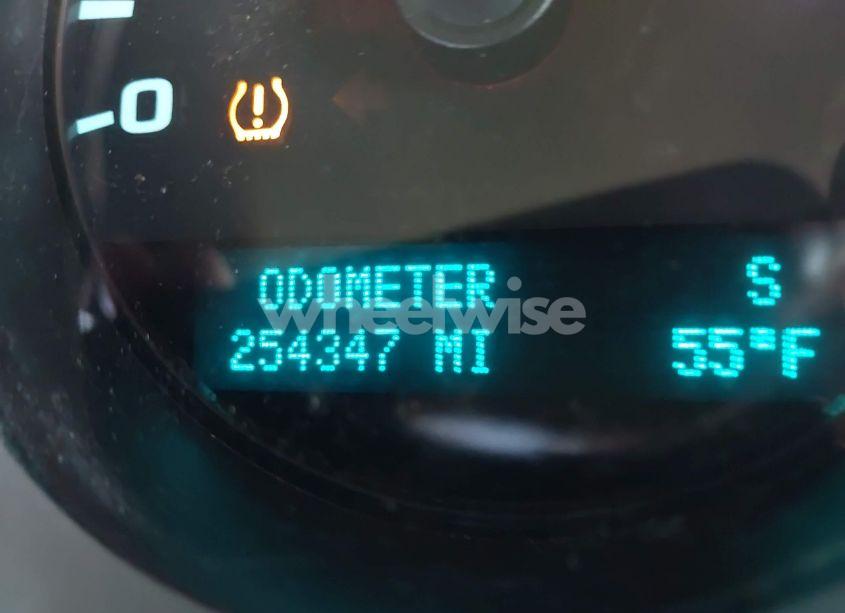 0
ODOMETER S
254347 MI 55°F
wheelwise